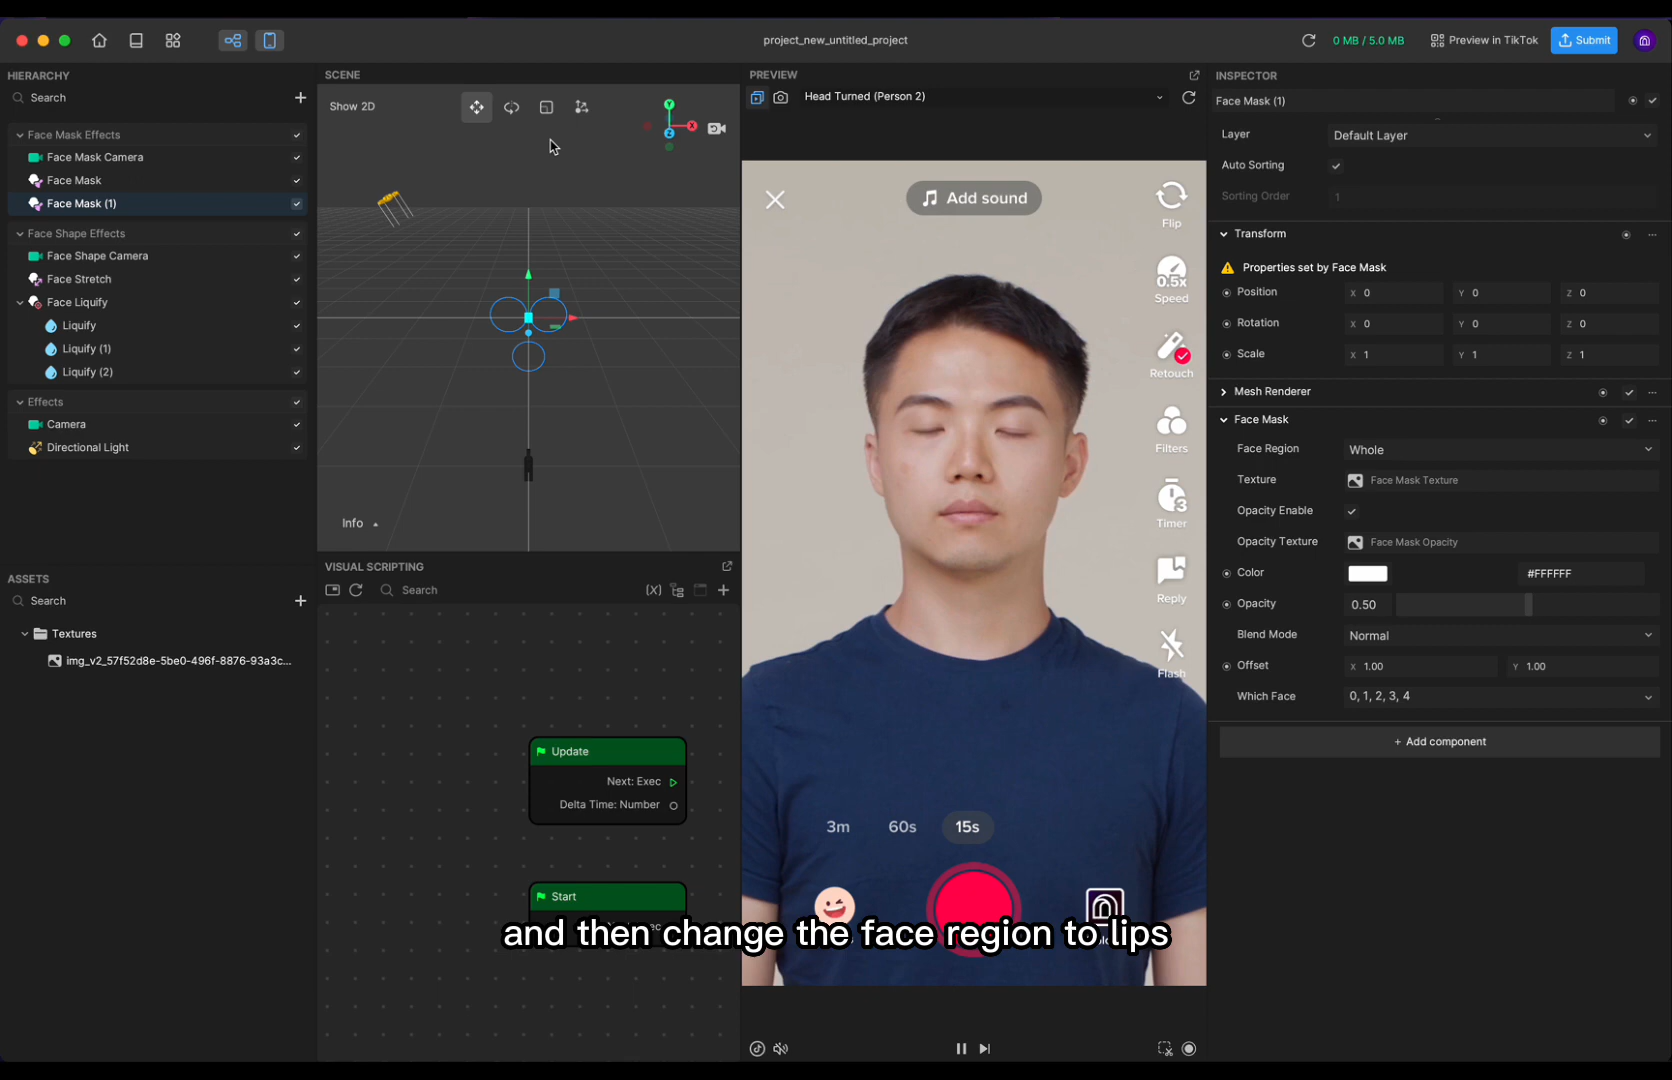 project_new_untitled_project
0 MB / 5.0 MB
Preview in TikTok
Submit
HIERARCHY
Search
Face Mask Effects
Face Mask Camera
Face Mask
Face Mask (1)
Face Shape Effects
Face Shape Camera
Face Stretch
Face Liquify
Liquify
Liquify (1)
Liquify (2)
Effects
Camera
Directional Light
ASSETS
Search
Textures
img_v2_57f52d8e-5be0-496f-8876-93a3c...
SCENE
Show 2D
Y
X
Z
Info
VISUAL SCRIPTING
Search
Update
Next: Exec
Delta Time: Number
Start
PREVIEW
Head Turned (Person 2)
Add sound
Flip
0.5x
Speed
Retouch
Filters
3
Timer
Reply
Flash
3m 60s 15s
and then change the face region to lips
INSPECTOR
Face Mask (1)
Layer Default Layer
Auto Sorting
Sorting Order 1
Transform
Properties set by Face Mask
Position X 0 Y 0 Z 0
Rotation X 0 Y 0 Z 0
Scale X 1 Y 1 Z 1
Mesh Renderer
Face Mask
Face Region Whole
Texture Face Mask Texture
Opacity Enable
Opacity Texture Face Mask Opacity
Color #FFFFFF
Opacity 0.50
Blend Mode Normal
Offset X 1.00 Y 1.00
Which Face 0, 1, 2, 3, 4
+ Add component